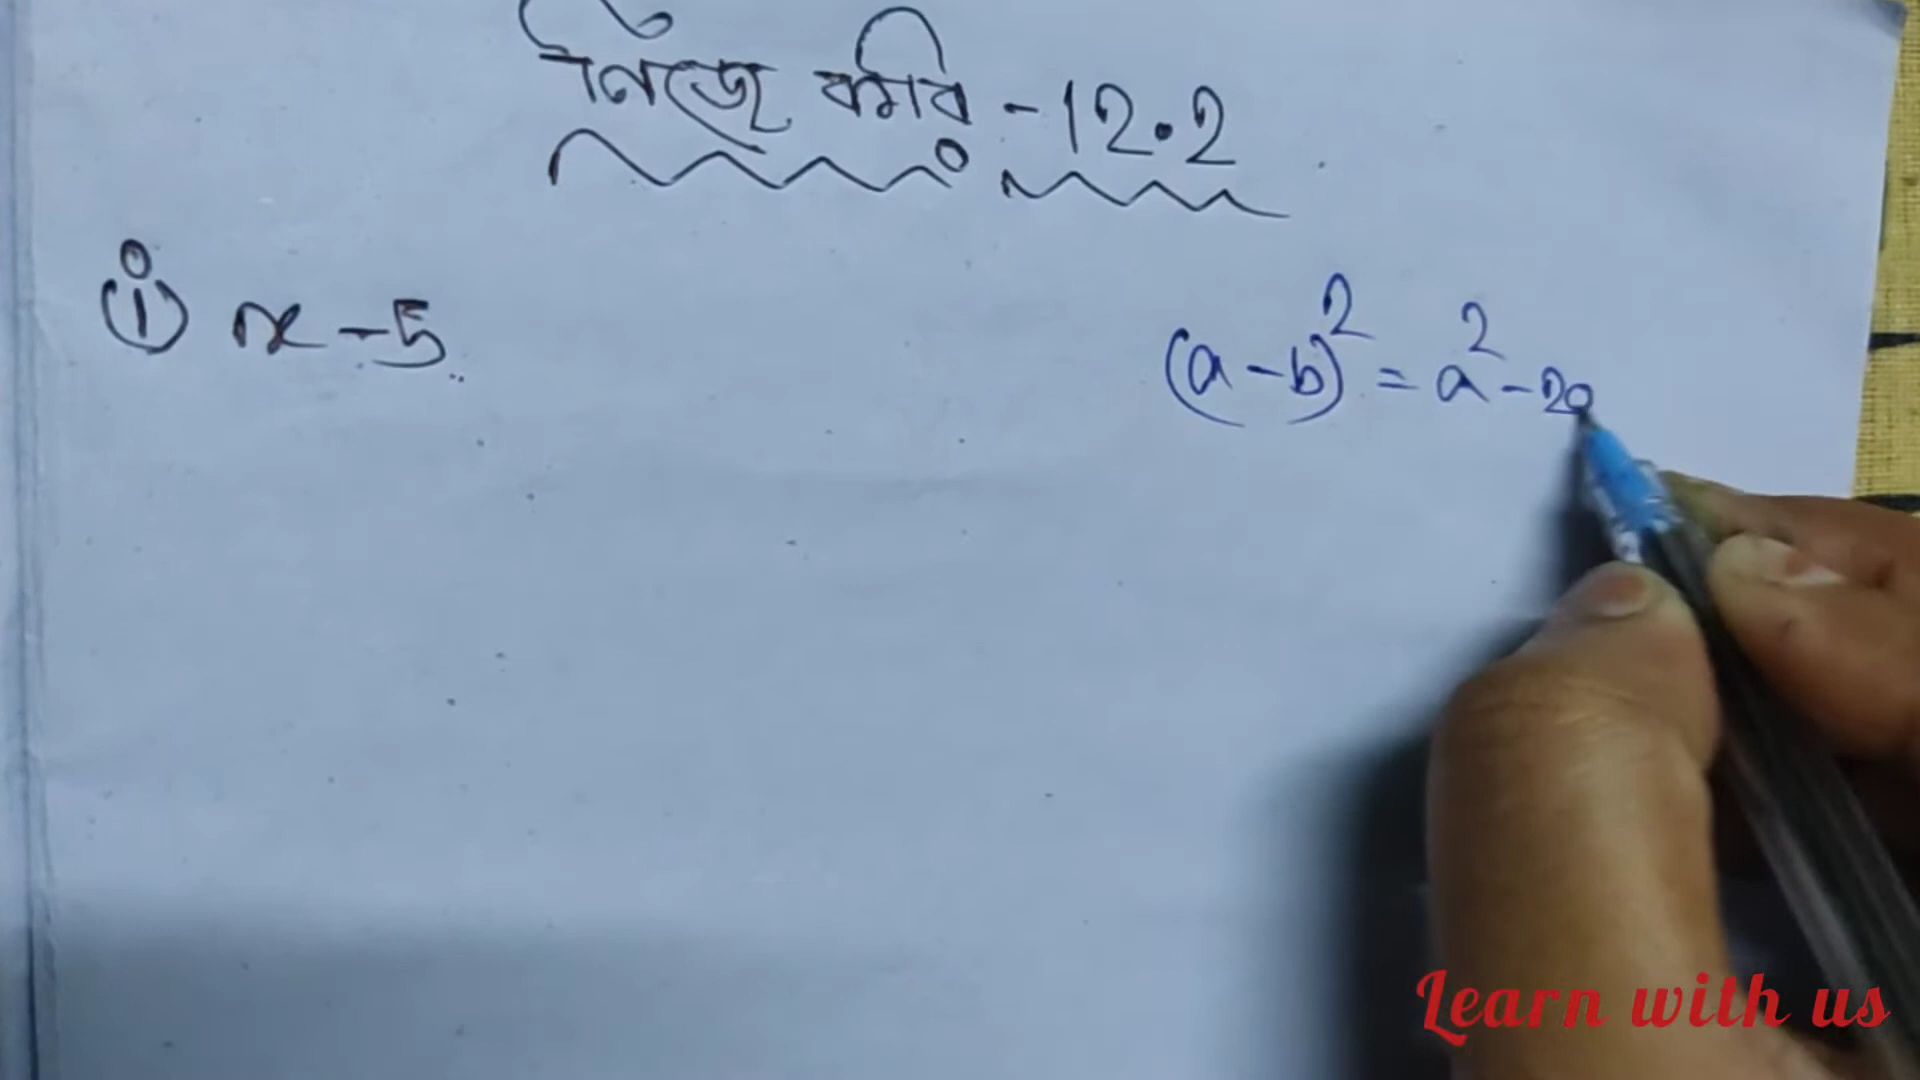 নিজে করি - 12.2
(i) x - 5
(a - b)² = a² - 2a
Learn with us